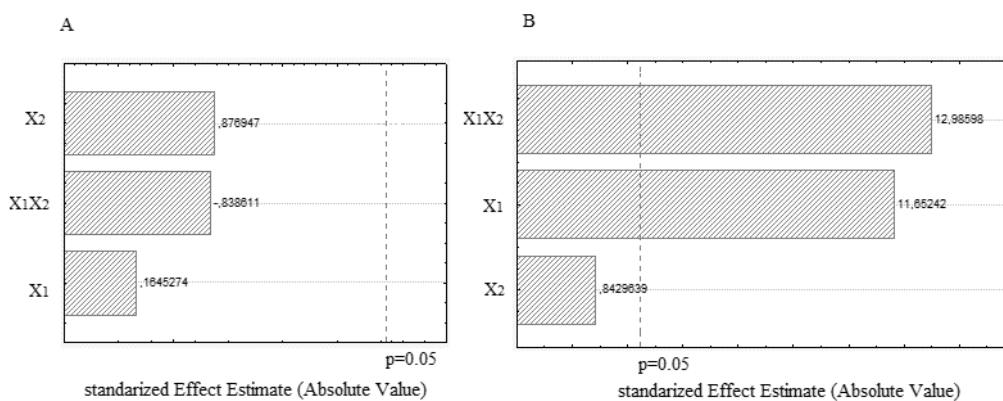 A
B
X2
,876947
X1X2
-,838611
X1
,1645274
p=0.05
standarized Effect Estimate (Absolute Value)
X1X2
12,98598
X1
11,65242
X2
,8429639
p=0.05
standarized Effect Estimate (Absolute Value)